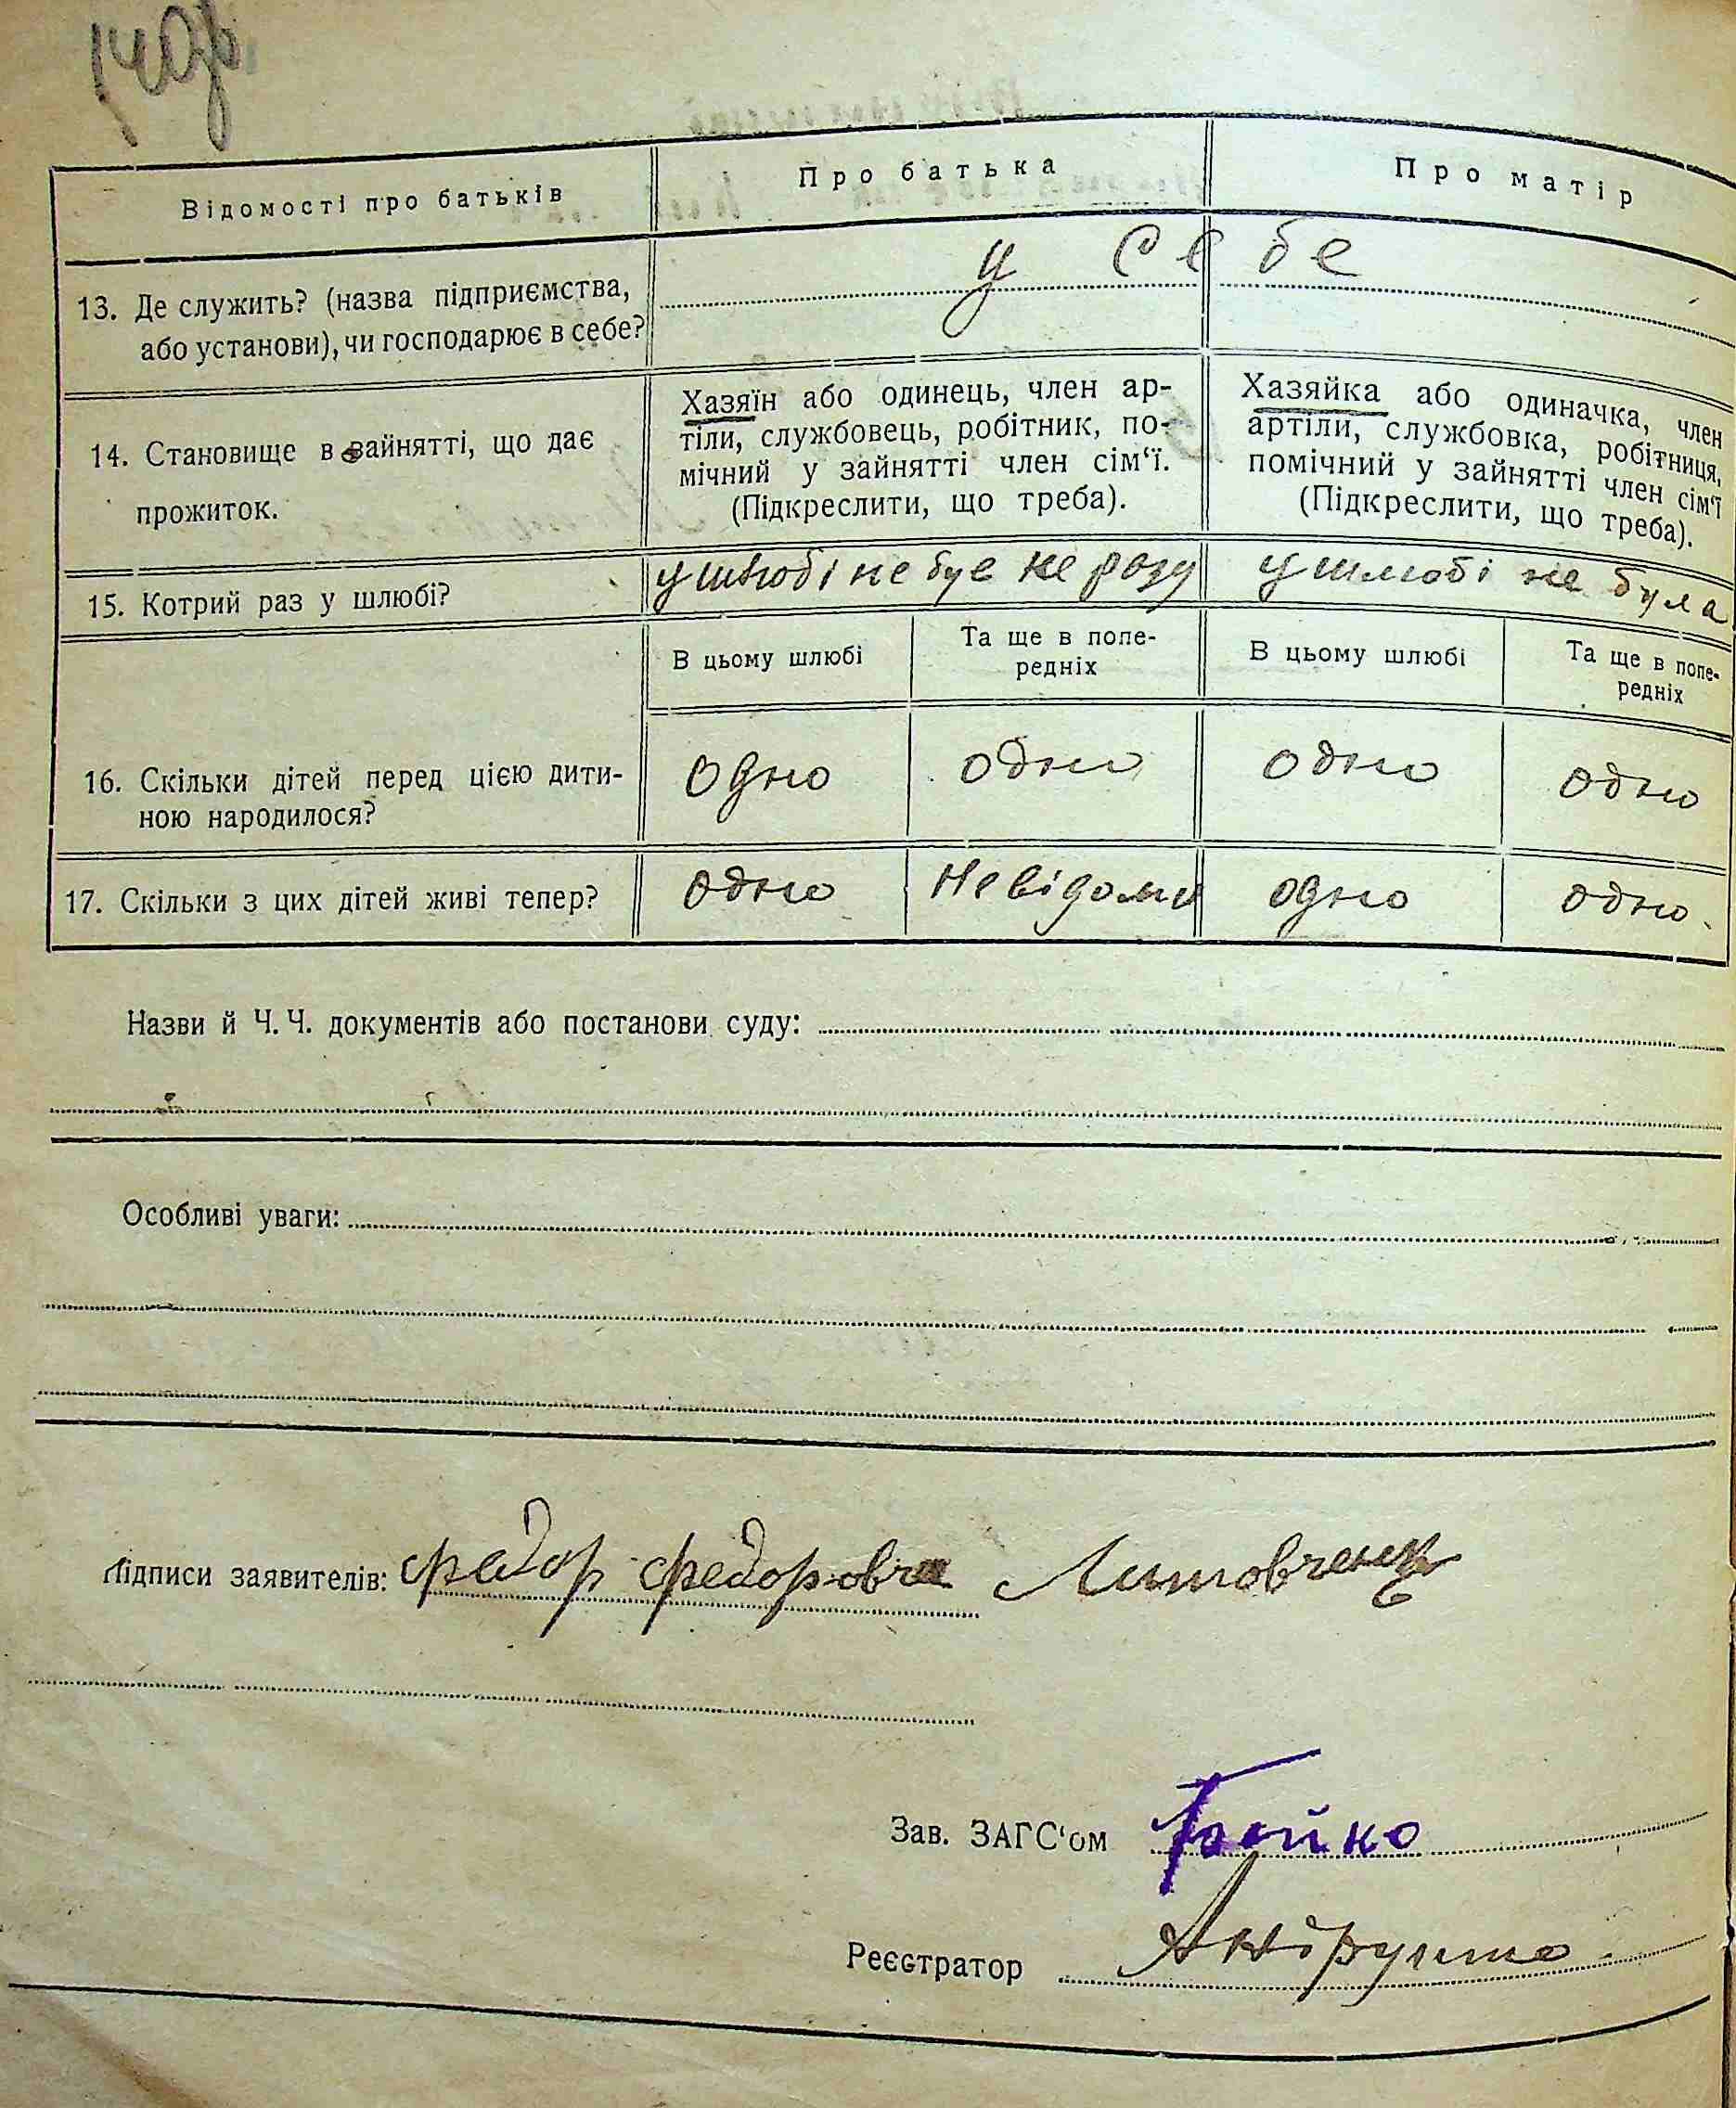 140зв.
Відомості про батьків
Про батька
Про матір
13. Де служить? (назва підприємства,
або установи), чи господарює в себе?
у себе
14. Становище в зайнятті, що дає
прожиток.
Хазяїн або одинець, член ар-
тіли, службовець, робітник, по-
мічний у зайнятті член сім‘ї.
(Підкреслити, що треба).
Хазяйка або одиначка, член
артіли, службовка, робітниця,
помічний у зайнятті член сім‘ї
(Підкреслити, що треба).
15. Котрий раз у шлюбі?
у шлюбі не був не разу
у шлюбі не була
В цьому шлюбі
Та ще в попе-
редніх
В цьому шлюбі
Та ще в попе-
редніх
16. Скільки дітей перед цією дити-
ною народилося?
одно
одно
одно
одно
17. Скільки з цих дітей живі тепер?
одно
Невідоми
одно
одно
Назви й Ч. Ч. документів або постанови суду:
Особливі уваги:
Підписи заявителів: Федор Федорович Литовченко
Зав. ЗАГС‘ом Бойко
Реєстратор